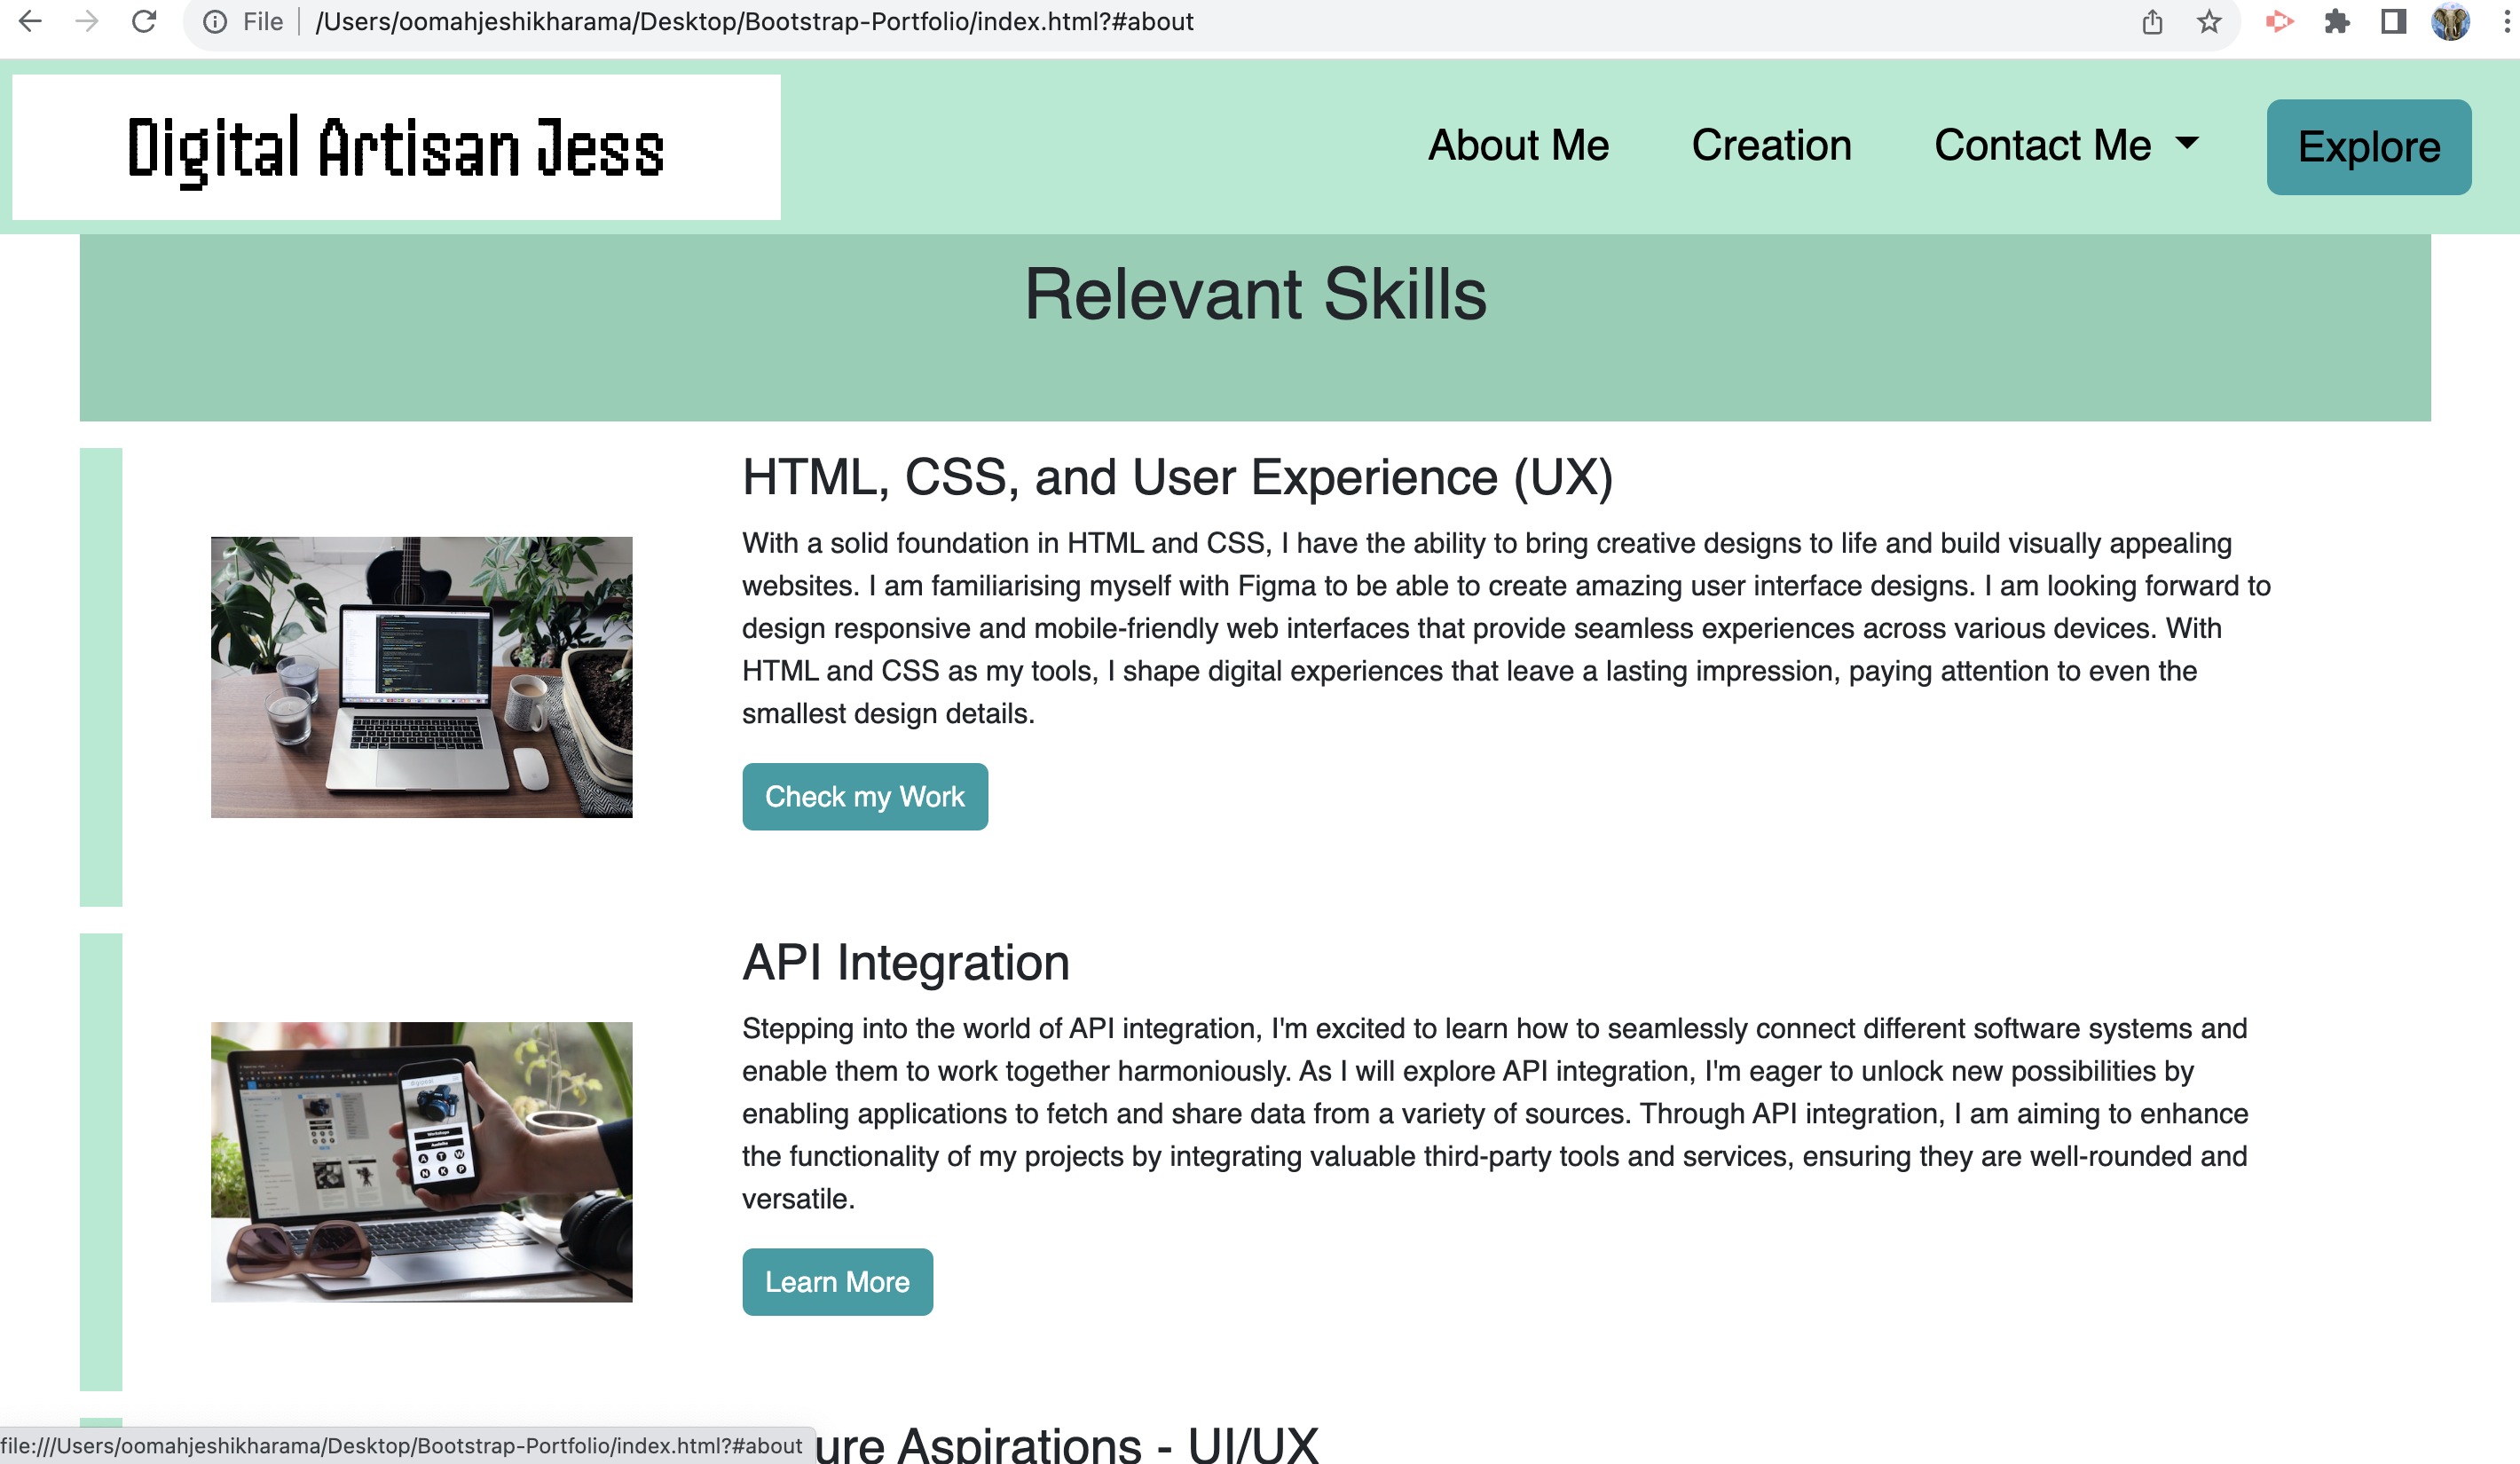 File /Users/oomahjeshikharama/Desktop/Bootstrap-Portfolio/index.html?#about
Digital Artisan Jess
About Me
Creation
Contact Me
Explore
Relevant Skills
HTML, CSS, and User Experience (UX)
With a solid foundation in HTML and CSS, I have the ability to bring creative designs to life and build visually appealing
websites. I am familiarising myself with Figma to be able to create amazing user interface designs. I am looking forward to
design responsive and mobile-friendly web interfaces that provide seamless experiences across various devices. With
HTML and CSS as my tools, I shape digital experiences that leave a lasting impression, paying attention to even the
smallest design details.
Check my Work
API Integration
Stepping into the world of API integration, I'm excited to learn how to seamlessly connect different software systems and
enable them to work together harmoniously. As I will explore API integration, I'm eager to unlock new possibilities by
enabling applications to fetch and share data from a variety of sources. Through API integration, I am aiming to enhance
the functionality of my projects by integrating valuable third-party tools and services, ensuring they are well-rounded and
versatile.
Learn More
A T W
N K P
ure Aspirations - UI/UX
file:///Users/oomahjeshikharama/Desktop/Bootstrap-Portfolio/index.html?#about